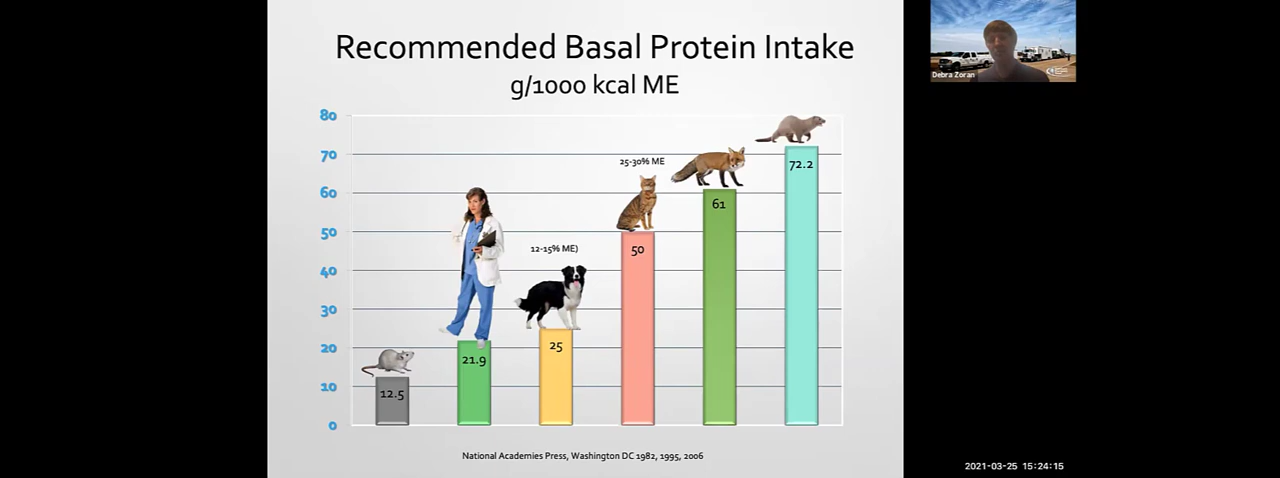 Recommended Basal Protein Intake
g/1000 kcal ME
80
70
60
50
40
30
20
10
0
12.5
21.9
12-15% ME)
25
25-30% ME
50
61
72.2
National Academies Press, Washington DC 1982, 1995, 2006
Debra Zoran
2021-03-25 15:24:15